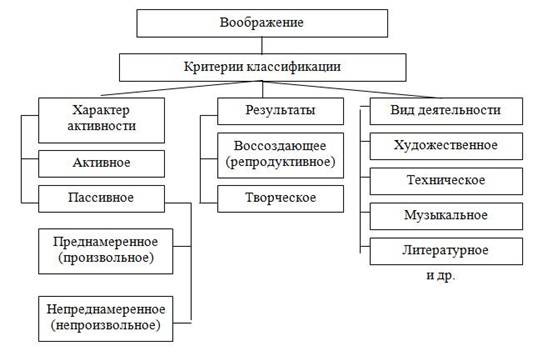 Воображение
Критерии классификации
Характер
активности
Активное
Пассивное
Преднамеренное
(произвольное)
Непреднамеренное
(непроизвольное)
Результаты
Воссоздающее
(репродуктивное)
Творческое
Вид деятельности
Художественное
Техническое
Музыкальное
Литературное
и др.